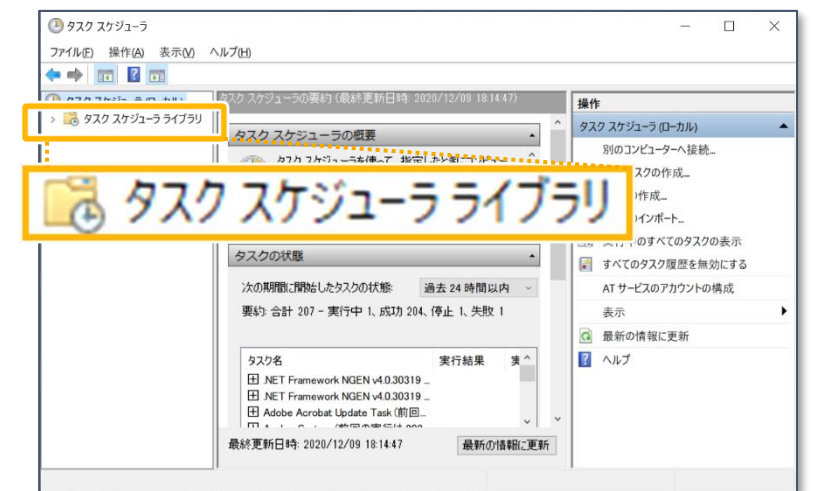 タスク スケジューラ
ファイル(F) 操作(A) 表示(V) ヘルプ(H)
タスク スケジューラの要約 (最終更新日時: 2020/12/09 18:14:47)
タスク スケジューラ (ローカル)
タスク スケジューラ ライブラリ
タスク スケジューラの概要
タスク スケジューラ ライブラリ
タスクの状態
次の期間に開始したタスクの状態:
過去 24 時間以内
要約: 合計 207 - 実行中 1、成功 204、停止 1、失敗 1
タスク名 実行結果
.NET Framework NGEN v4.0.30319 ...
.NET Framework NGEN v4.0.30319 ...
Adobe Acrobat Update Task (前回...
最終更新日時: 2020/12/09 18:14:47
最新の情報に更新
操作
タスク スケジューラ (ローカル)
別のコンピューターへ接続...
スクの作成...
作成...
インポート...
すべてのタスクの表示
すべてのタスク履歴を無効にする
AT サービスのアカウントの構成
表示
最新の情報に更新
ヘルプ